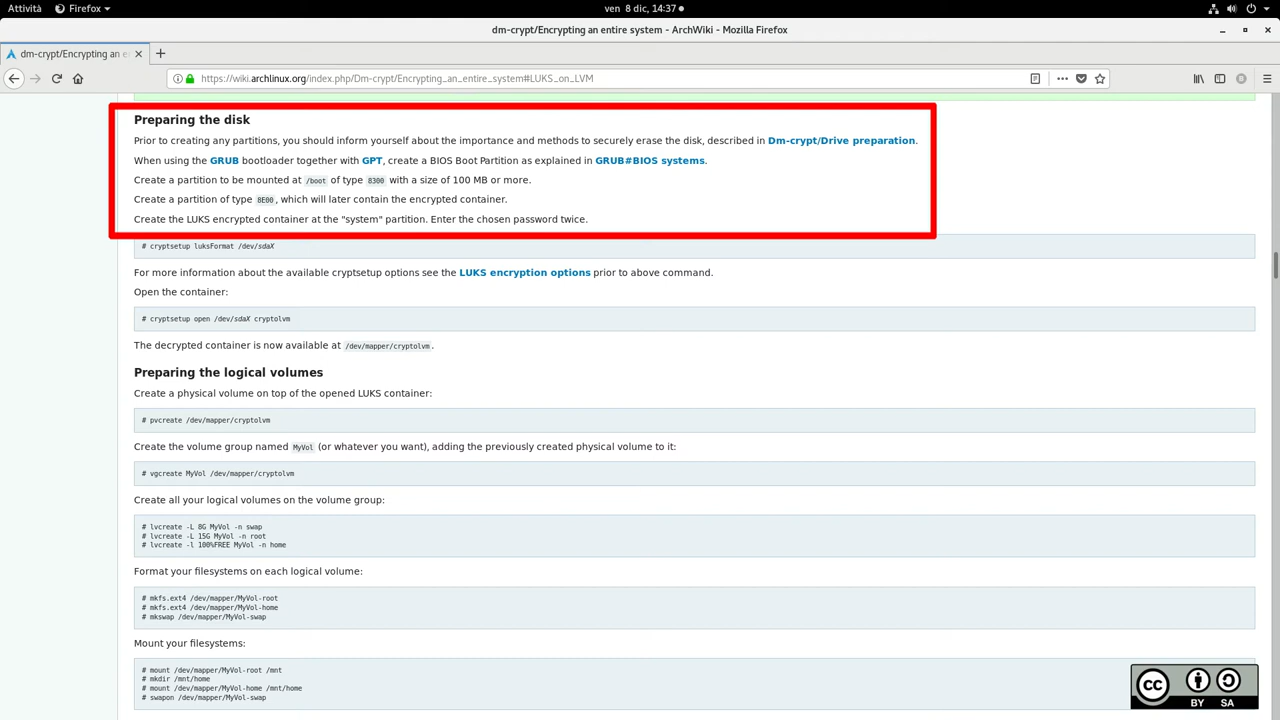 Attività
Firefox
ven 8 dic, 14:37
dm-crypt/Encrypting an entire system - ArchWiki - Mozilla Firefox
dm-crypt/Encrypting an e
https://wiki.archlinux.org/index.php/Dm-crypt/Encrypting_an_entire_system#LUKS_on_LVM
Preparing the disk
Prior to creating any partitions, you should inform yourself about the importance and methods to securely erase the disk, described in Dm-crypt/Drive preparation.
When using the GRUB bootloader together with GPT, create a BIOS Boot Partition as explained in GRUB#BIOS systems.
Create a partition to be mounted at /boot of type 8300 with a size of 100 MB or more.
Create a partition of type 8E00, which will later contain the encrypted container.
Create the LUKS encrypted container at the "system" partition. Enter the chosen password twice.
# cryptsetup luksFormat /dev/sdaX
For more information about the available cryptsetup options see the LUKS encryption options prior to above command.
Open the container:
# cryptsetup open /dev/sdaX cryptolvm
The decrypted container is now available at /dev/mapper/cryptolvm.
Preparing the logical volumes
Create a physical volume on top of the opened LUKS container:
# pvcreate /dev/mapper/cryptolvm
Create the volume group named MyVol (or whatever you want), adding the previously created physical volume to it:
# vgcreate MyVol /dev/mapper/cryptolvm
Create all your logical volumes on the volume group:
# lvcreate -L 8G MyVol -n swap
# lvcreate -L 15G MyVol -n root
# lvcreate -l 100%FREE MyVol -n home
Format your filesystems on each logical volume:
# mkfs.ext4 /dev/mapper/MyVol-root
# mkfs.ext4 /dev/mapper/MyVol-home
# mkswap /dev/mapper/MyVol-swap
Mount your filesystems:
# mount /dev/mapper/MyVol-root /mnt
# mkdir /mnt/home
# mount /dev/mapper/MyVol-home /mnt/home
# swapon /dev/mapper/MyVol-swap
cc
BY SA